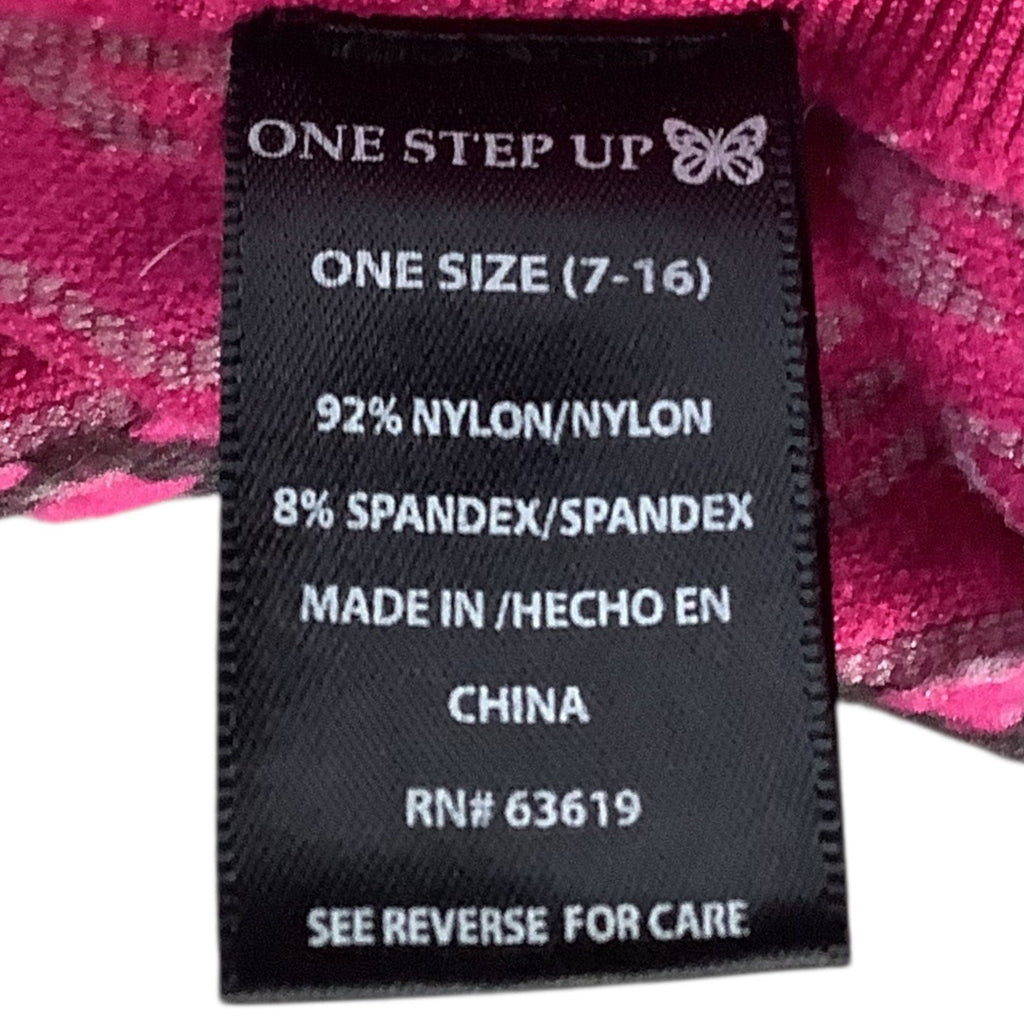 ONE STEP UP
ONE SIZE (7-16)
92% NYLON/NYLON
8% SPANDEX/SPANDEX
MADE IN /HECHO EN
CHINA
RN# 63619
SEE REVERSE FOR CARE